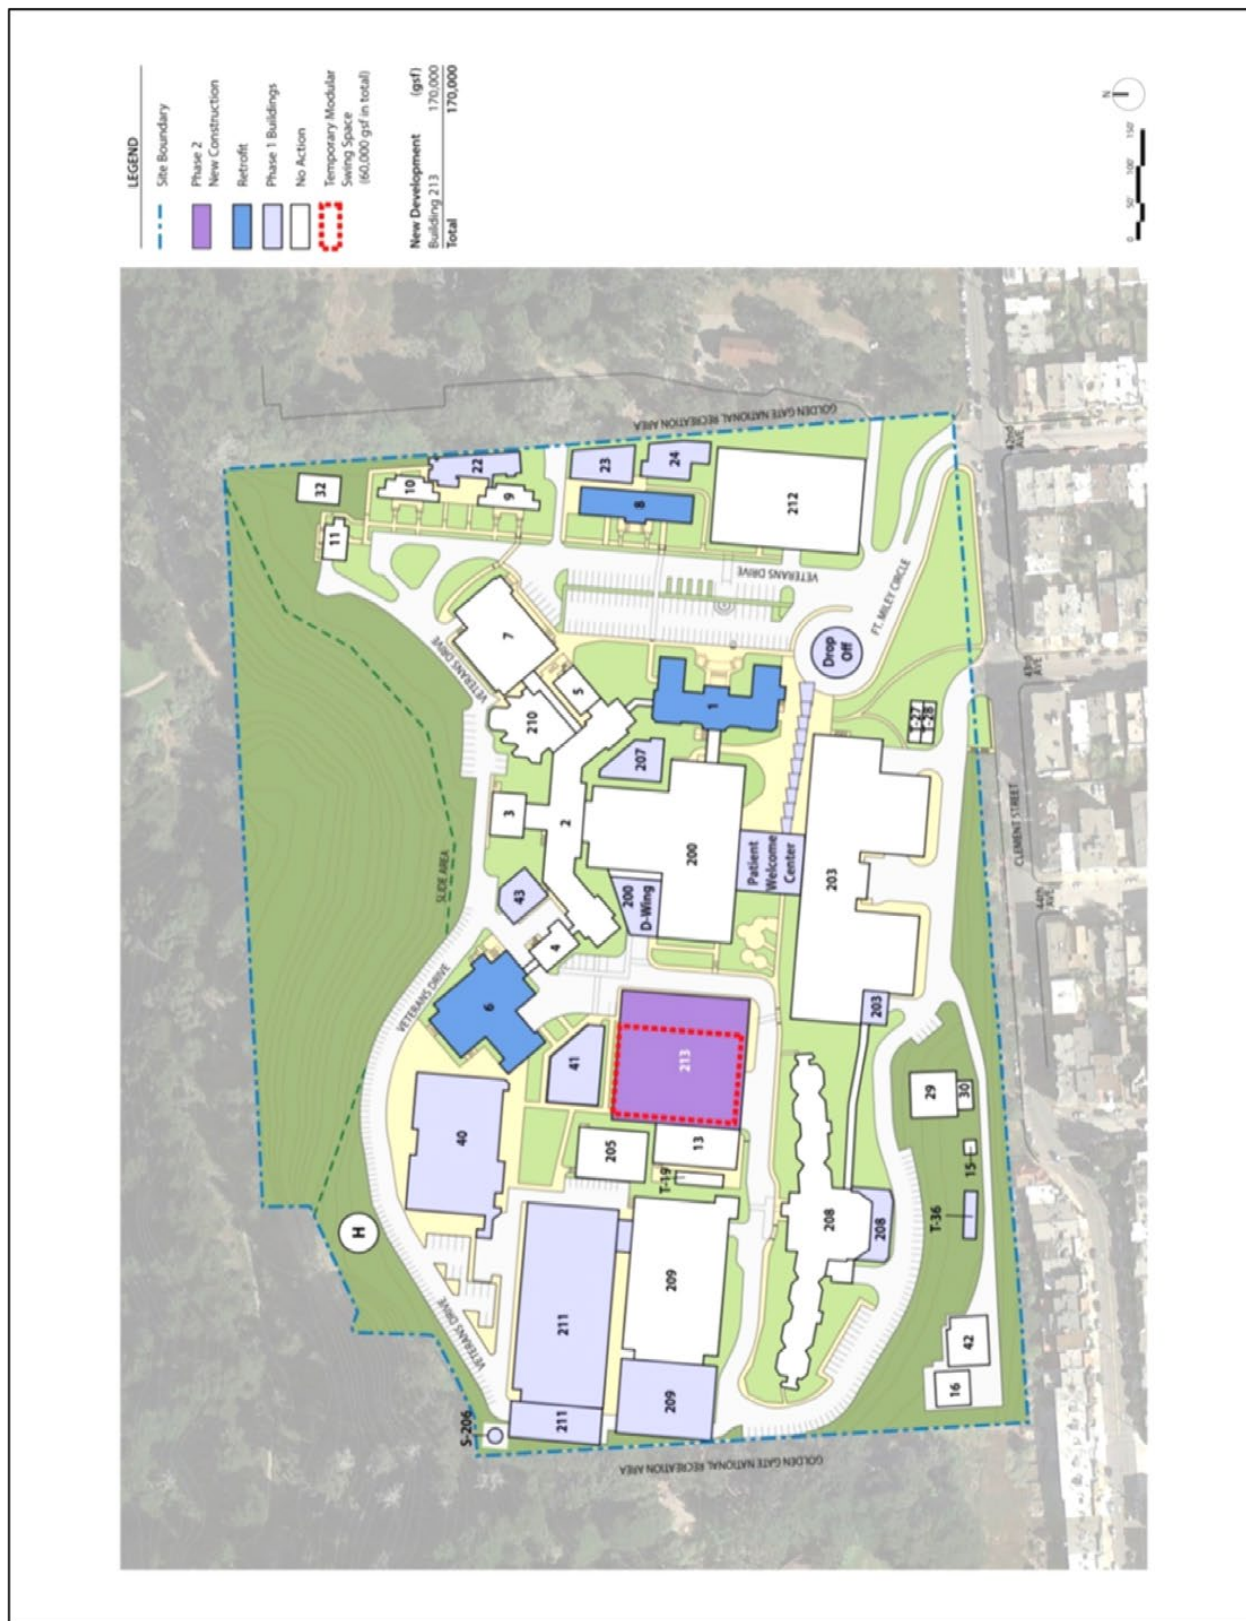 LEGEND
Site Boundary
Phase 2
New Construction
Retrofit
Phase 1 Buildings
No Action
Temporary Modular
Swing Space
(60,000 gsf in total)
New Development (gsf)
Building 213 170,000
Total 170,000
N
0 50' 100' 150'
GOLDEN GATE NATIONAL RECREATION AREA
32
11
10
22
9
23
24
8
212
VETERANS DRIVE
FT. MILEY CIRCLE
Drop
Off
42nd
AVE
43rd
AVE
44th
AVE
CLEMENT STREET
7
VETERANS DRIVE
5
210
1
207
3
2
200
SLIDE AREA
43
4
200
D-Wing
Patient
Welcome
Center
203
T-27
T-28
VETERANS DRIVE
6
41
213
203
29
30
40
205
13
T-19
15
T-36
H
208
208
211
209
VETERANS DRIVE
42
16
211
209
S-206
GOLDEN GATE NATIONAL RECREATION AREA